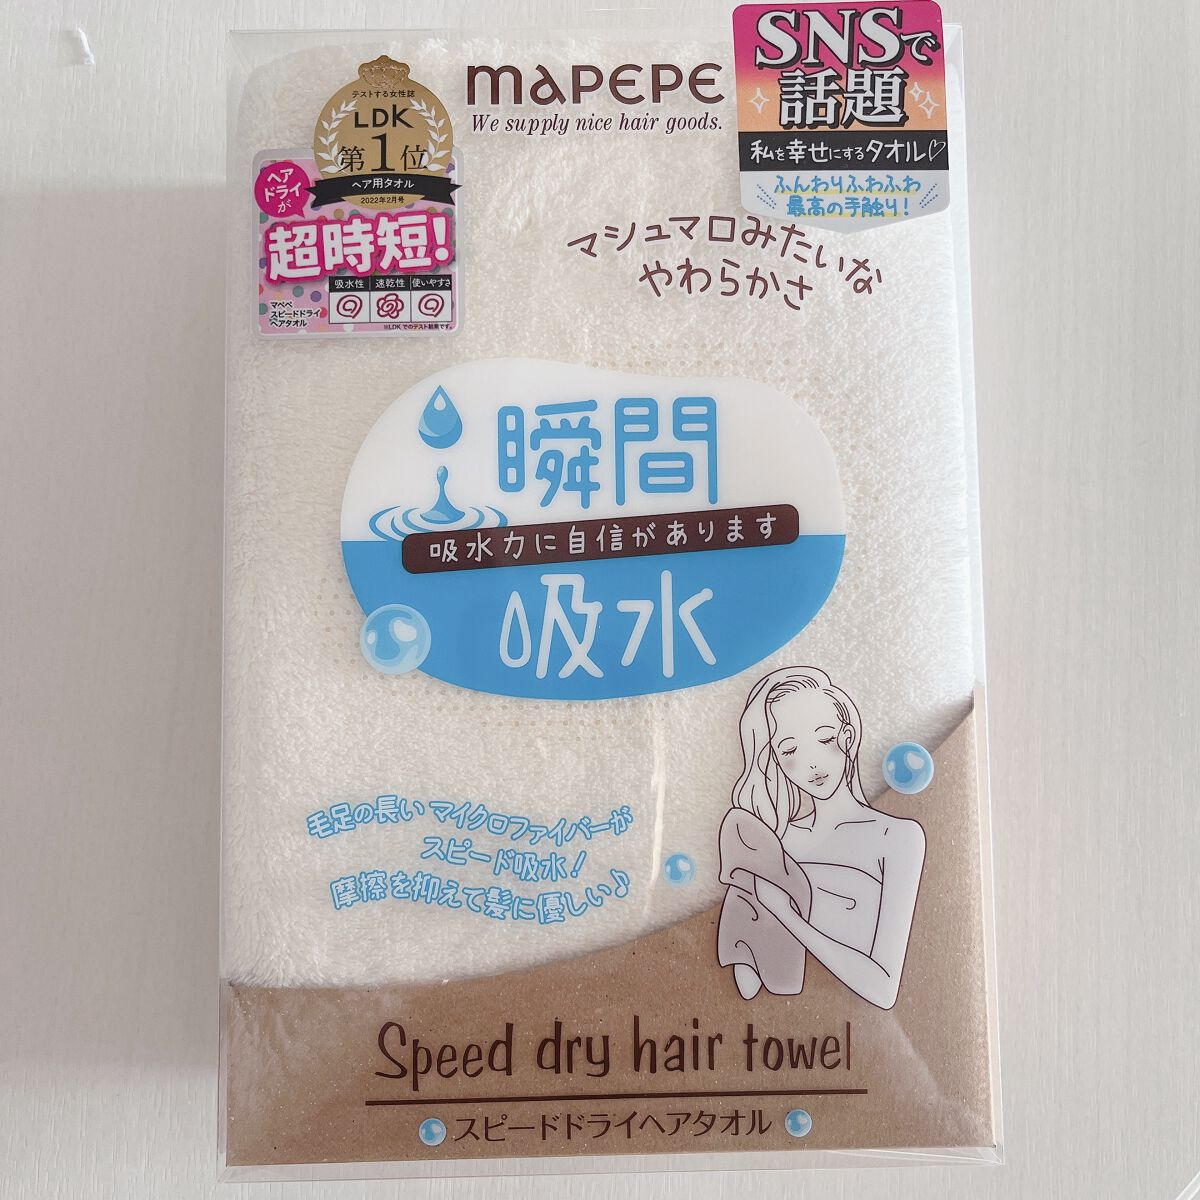 mAPEPE
We supply nice hair goods.
SNSで
話題
私を幸せにするタオル♡
ふんわりふわふわ
最高の手触り!
テストする女性誌
LDK
第1位
ヘア用タオル
2022年2月号
ヘア
ドライ
が
超時短!
吸水性 速乾性 使いやすさ
マペペ
スピードドライ
ヘアタオル
※LDKでのテスト結果です。
マシュマロみたいな
やわらかさ
瞬間
吸水力に自信があります
吸水
毛足の長いマイクロファイバーが
スピード吸水!
摩擦を抑えて髪に優しい♪
Speed dry hair towel
スピードドライヘアタオル